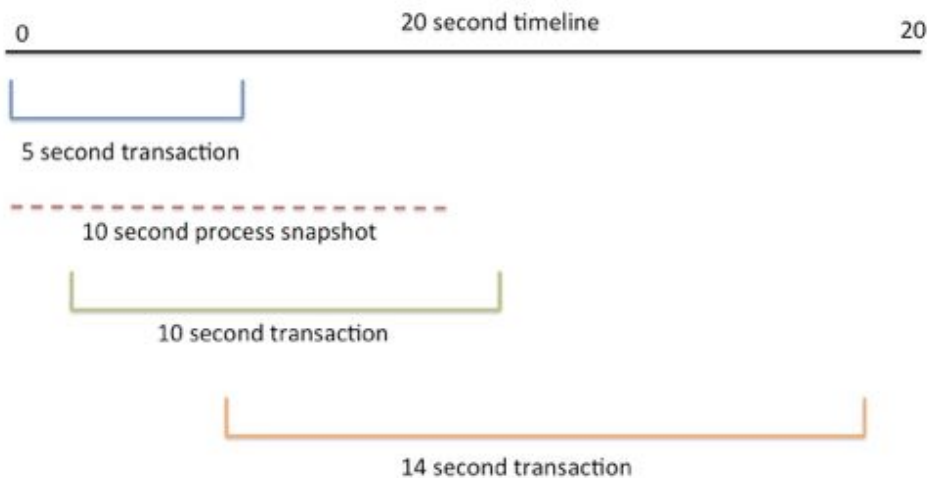 0
20 second timeline
20
5 second transaction
10 second process snapshot
10 second transaction
14 second transaction